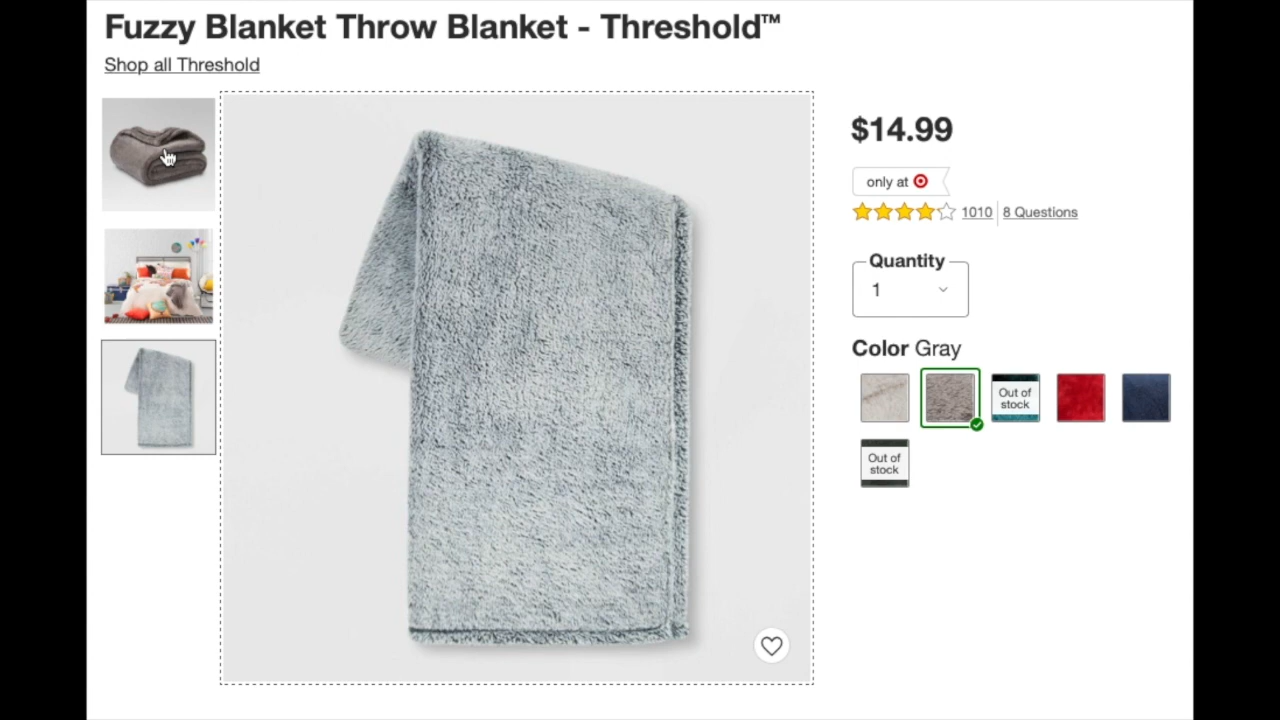 Fuzzy Blanket Throw Blanket - Threshold™
Shop all Threshold
$14.99
only at
1010 8 Questions
Quantity
1
Color Gray
Out of
stock
Out of
stock